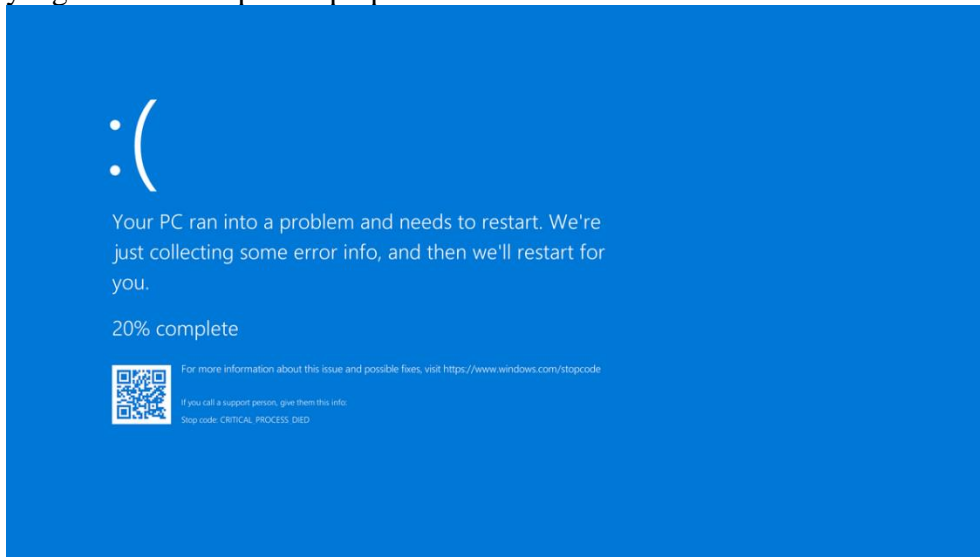 :(
Your PC ran into a problem and needs to restart. We're
just collecting some error info, and then we'll restart for
you.
20% complete
For more information about this issue and possible fixes, visit https://www.windows.com/stopcode
If you call a support person, give them this info:
Stop code: CRITICAL PROCESS DIED